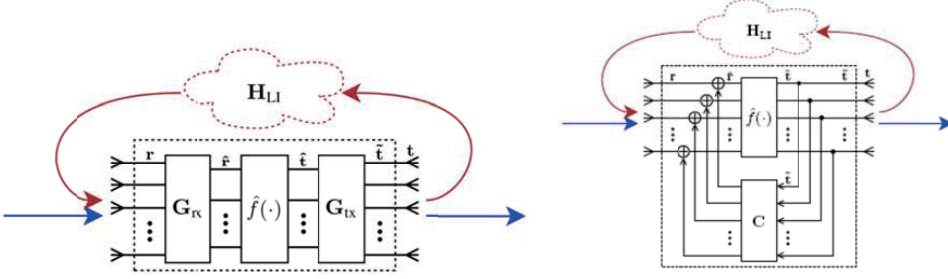 H_LI
r r̂ t̂ t̃ t
G_rx f̂(·) G_tx
H_LI
r r̂ t̂ t̃ t
f̂(·)
t̃
C